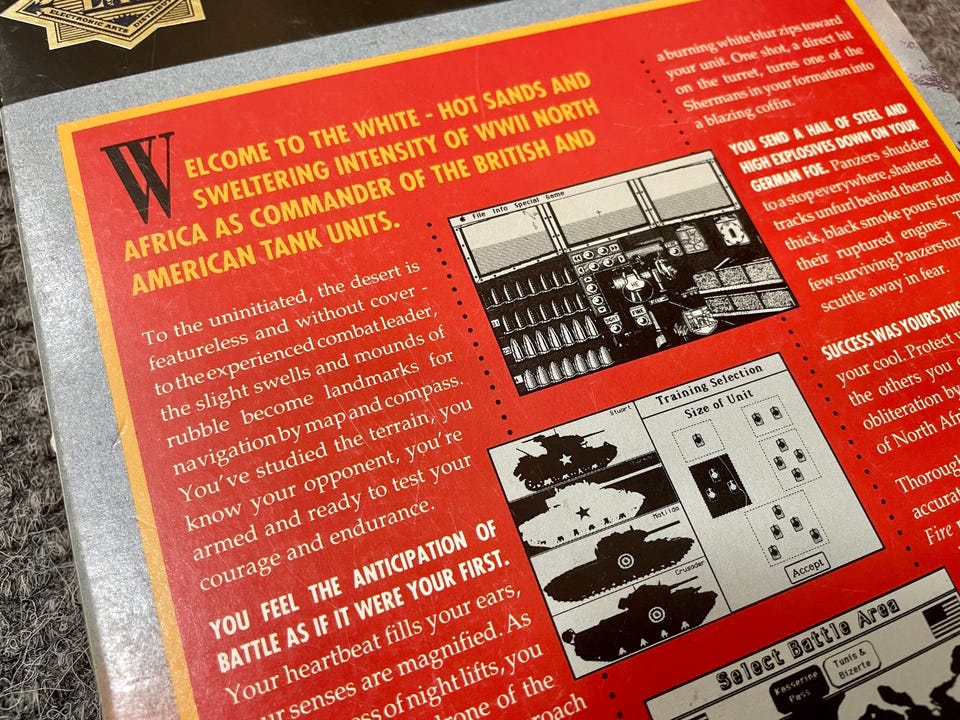 ELECTRONIC ARTS
WELCOME TO THE WHITE - HOT SANDS AND
SWELTERING INTENSITY OF WWII NORTH
AFRICA AS COMMANDER OF THE BRITISH AND
AMERICAN TANK UNITS.
To the uninitiated, the desert is
featureless and without cover -
to the experienced combat leader,
the slight swells and mounds of
rubble become landmarks for
navigation by map and compass.
You've studied the terrain, you
know your opponent, you're
armed and ready to test your
courage and endurance.
YOU FEEL THE ANTICIPATION OF
BATTLE AS IF IT WERE YOUR FIRST.
Your heartbeat fills your ears,
senses are magnified. As
of night lifts, you
drone of the
a burning white blur zips toward
your unit. One shot, a direct hit
on the turret, turns one of the
Shermans in your formation into
a blazing coffin.
YOU SEND A HAIL OF STEEL AND
HIGH EXPLOSIVES DOWN ON YOUR
GERMAN FOE. Panzers shudder
to a stop everywhere, shattered
tracks unfurl behind them and
thick, black smoke pours from
their ruptured engines.
few surviving Panzers
scuttle away in fear.
SUCCESS WAS YOURS
your cool. Protect
the others you
obliteration by
of North
Fire
File Info Special Game
Training Selection
Size of Unit
Stuart
Matilda
Crusader
Accept
Select Battle Area
Kasserine
Pass
Tunis &
Bizerte